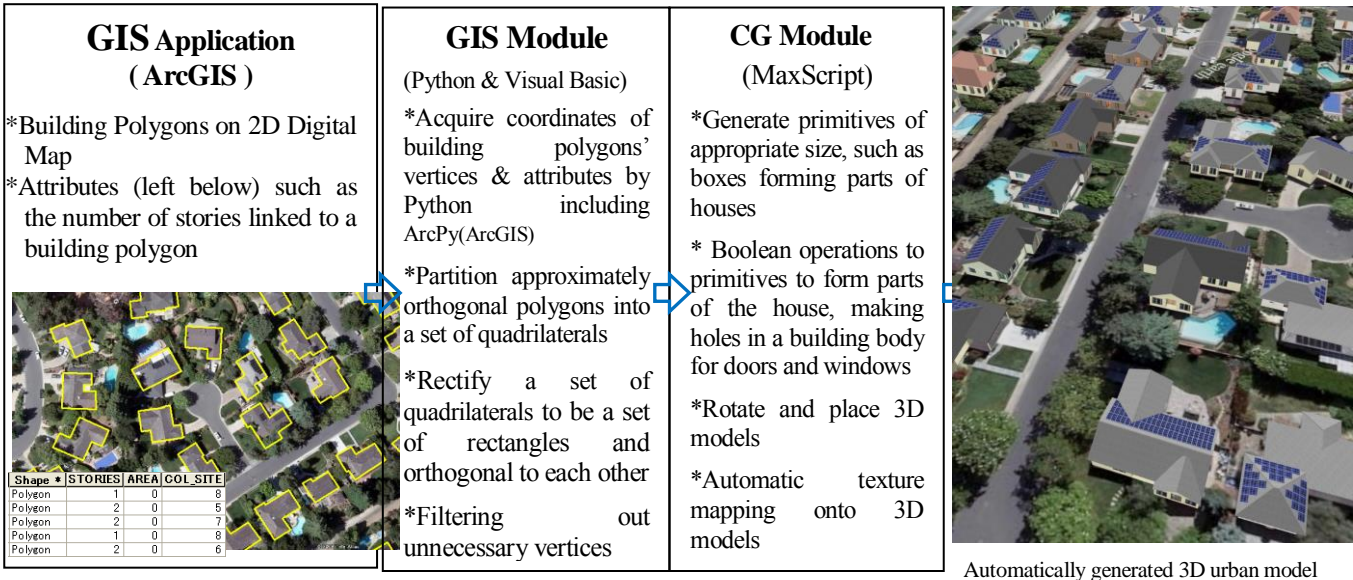 GIS Application
( ArcGIS )
*Building Polygons on 2D Digital
Map
*Attributes (left below) such as
the number of stories linked to a
building polygon
Shape * STORIES AREA COL_SITE
Polygon 1 0 8
Polygon 2 0 5
Polygon 2 0 7
Polygon 1 0 8
Polygon 2 0 6
GIS Module
(Python & Visual Basic)
*Acquire coordinates of
building polygons’
vertices & attributes by
Python including
ArcPy(ArcGIS)
*Partition approximately
orthogonal polygons into
a set of quadrilaterals
*Rectify a set of
quadrilaterals to be a set
of rectangles and
orthogonal to each other
*Filtering out
unnecessary vertices
CG Module
(MaxScript)
*Generate primitives of
appropriate size, such as
boxes forming parts of
houses
* Boolean operations to
primitives to form parts
of the house, making
holes in a building body
for doors and windows
*Rotate and place 3D
models
*Automatic texture
mapping onto 3D
models
Automatically generated 3D urban model